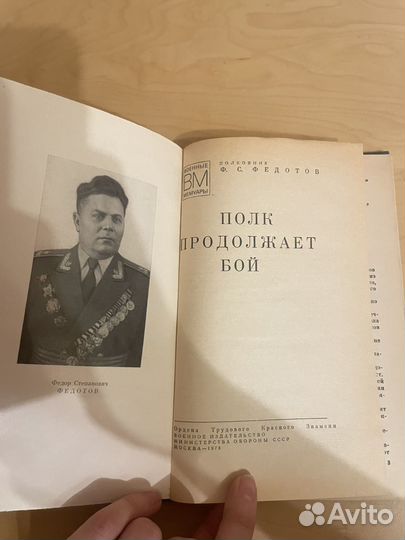 Федор Степанович
ФЕДОТОВ
ВОЕННЫЕ
ВМ
МЕМУАРЫ
ПОЛКОВНИК
Ф. С. ФЕДОТОВ
ПОЛК
ПРОДОЛЖАЕТ
БОЙ
Ордена Трудового Красного Знамени
ВОЕННОЕ ИЗДАТЕЛЬСТВО
МИНИСТЕРСТВА ОБОРОНЫ СССР
МОСКВА—
Avito